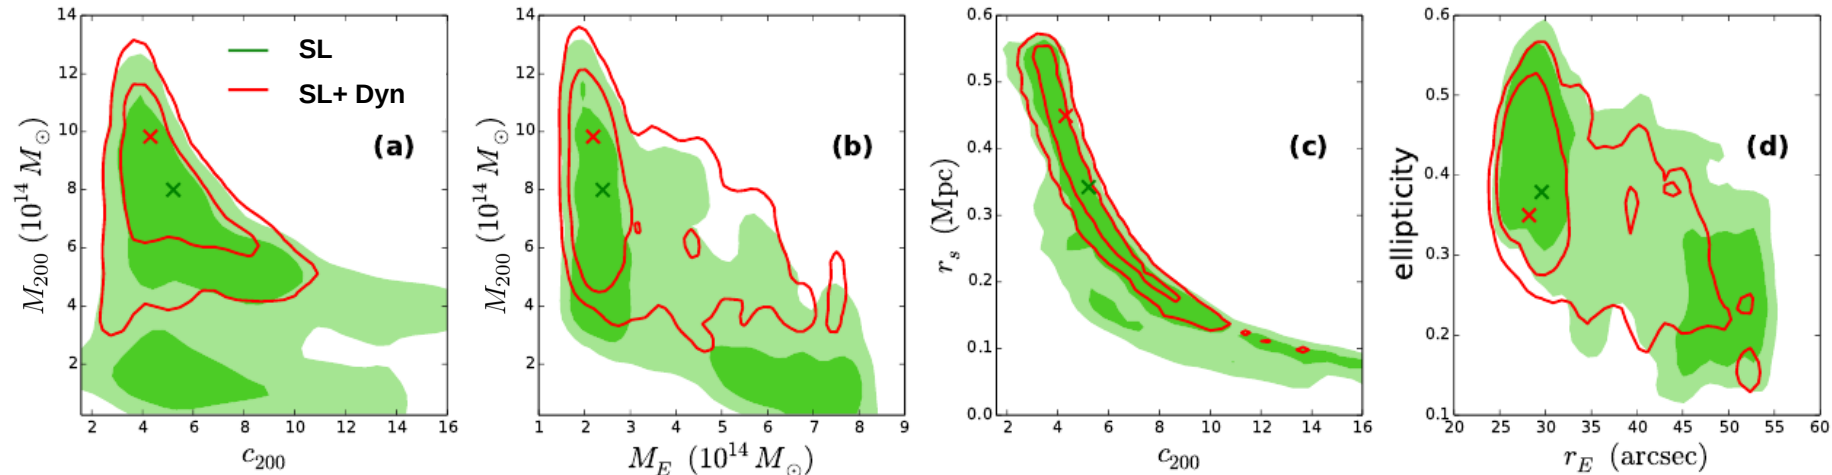 14
12
10
8
6
4
2
2 4 6 8 10 12 14 16
M200 (10^14 M⊙)
c200
SL
SL+ Dyn
(a)
14
12
10
8
6
4
2
1 2 3 4 5 6 7 8 9
M200 (10^14 M⊙)
ME (10^14 M⊙)
(b)
0.6
0.5
0.4
0.3
0.2
0.1
0.0
2 4 6 8 10 12 14 16
rs (Mpc)
c200
(c)
0.6
0.5
0.4
0.3
0.2
0.1
20 25 30 35 40 45 50 55 60
ellipticity
rE (arcsec)
(d)